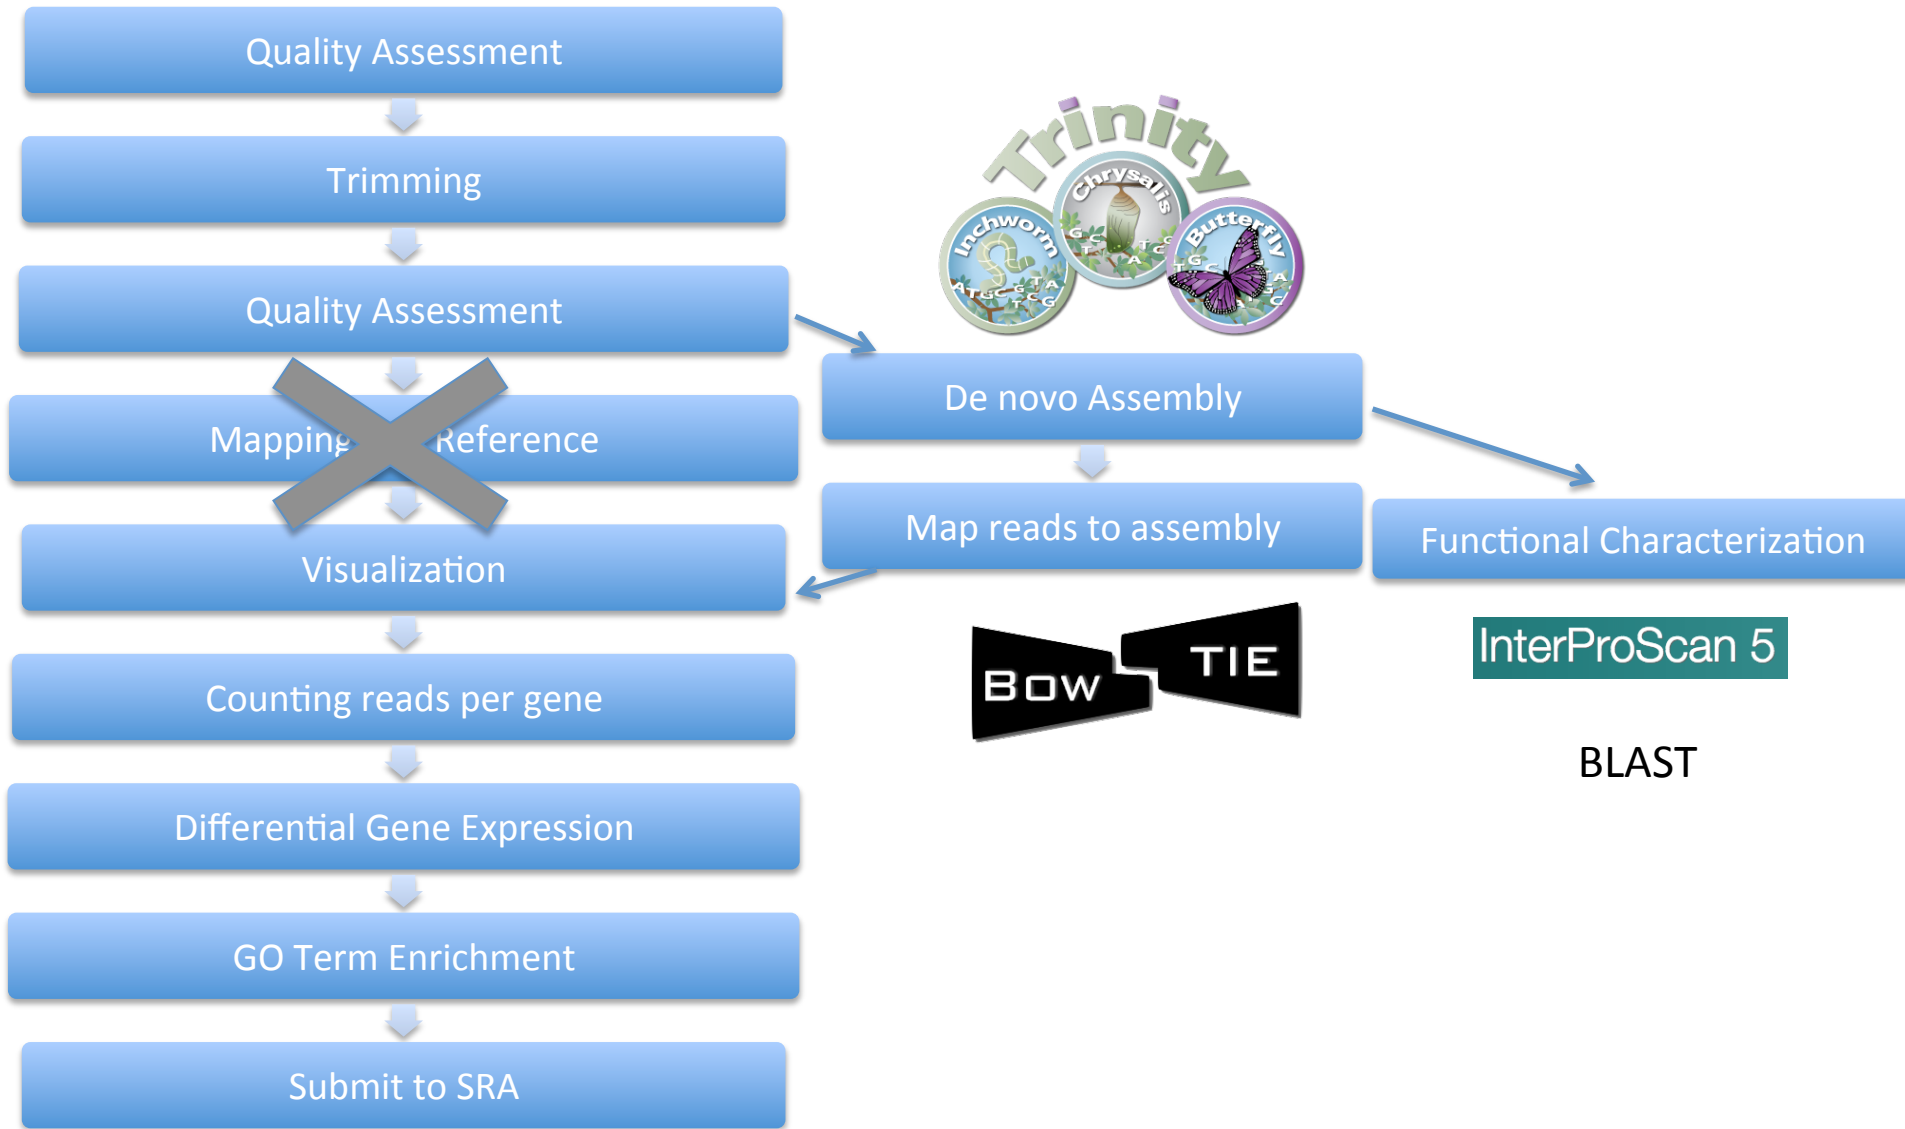 Quality Assessment
Trimming
Quality Assessment
Mapping Reference
Visualization
Counting reads per gene
Differential Gene Expression
GO Term Enrichment
Submit to SRA
Trinity
Inchworm
Chrysalis
Butterfly
De novo Assembly
Map reads to assembly
BOW TIE
Functional Characterization
InterProScan 5
BLAST